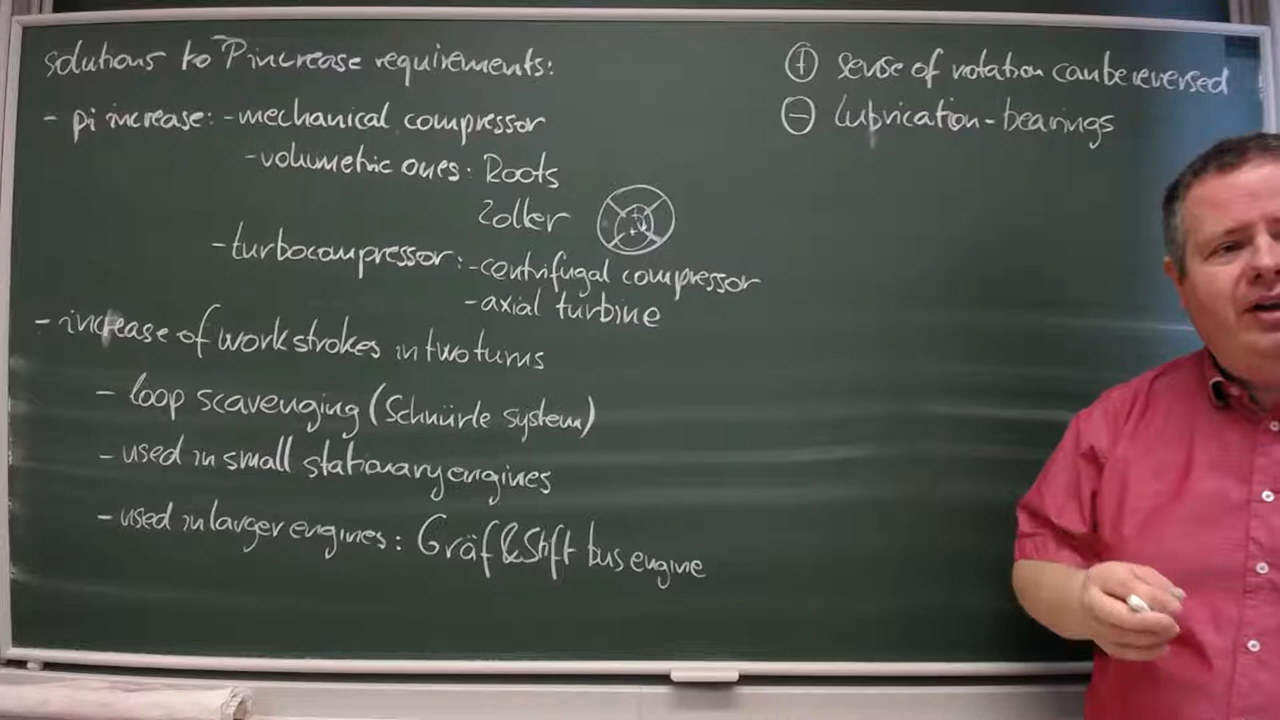 solutions to P increase requirements:
- pi increase: - mechanical compressor
- volumetric ones: Roots
Zoller
- turbocompressor: - centrifugal compressor
- axial turbine
- increase of work strokes in two turns
- loop scavenging (Schnürle system)
- used in small stationary engines
- used in larger engines: Gräf & Stift bus engine
⊕ sense of rotation can be reversed
⊖ lubrication - bearings